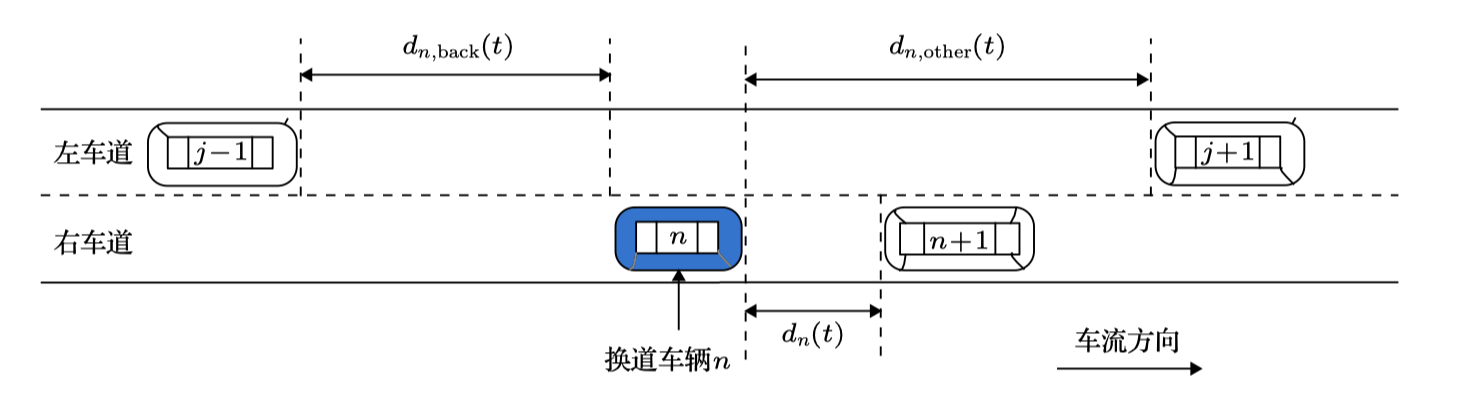 d_{n,back}(t)
d_{n,other}(t)
左车道
j−1
j+1
右车道
n
n+1
d_n(t)
换道车辆n
车流方向